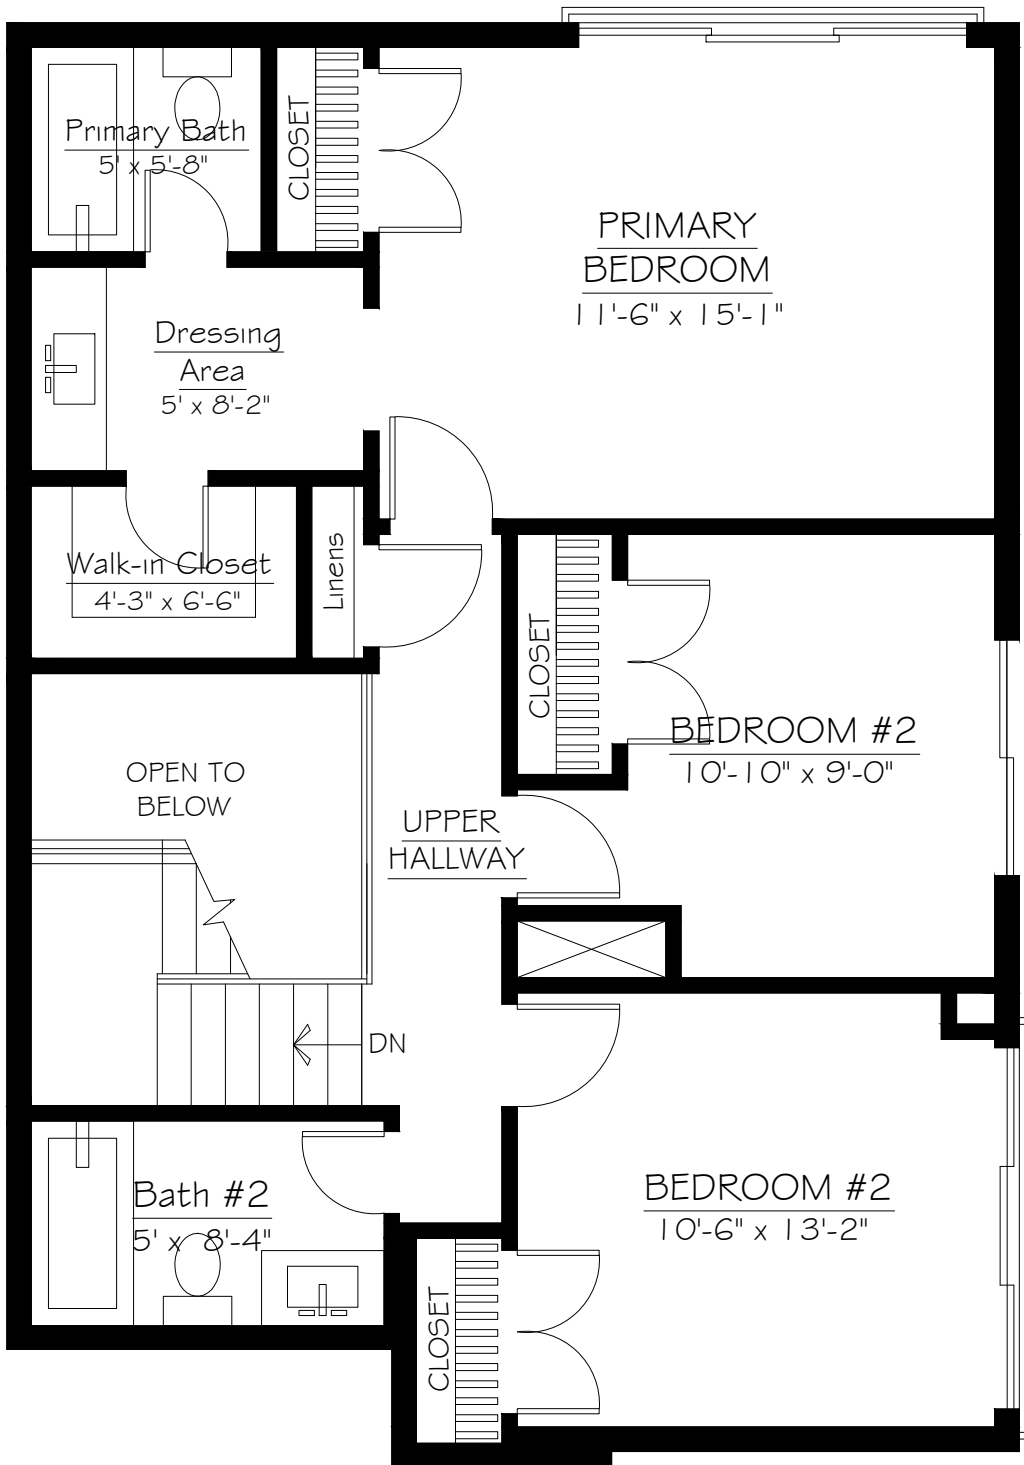 Primary Bath
5' x 5'-8"
CLOSET
PRIMARY
BEDROOM
11'-6" x 15'-1"
Dressing
Area
5' x 8'-2"
Walk-in Closet
4'-3" x 6'-6"
Linens
CLOSET
BEDROOM #2
10'-10" x 9'-0"
OPEN TO
BELOW
UPPER
HALLWAY
DN
Bath #2
5' x 8'-4"
BEDROOM #2
10'-6" x 13'-2"
CLOSET